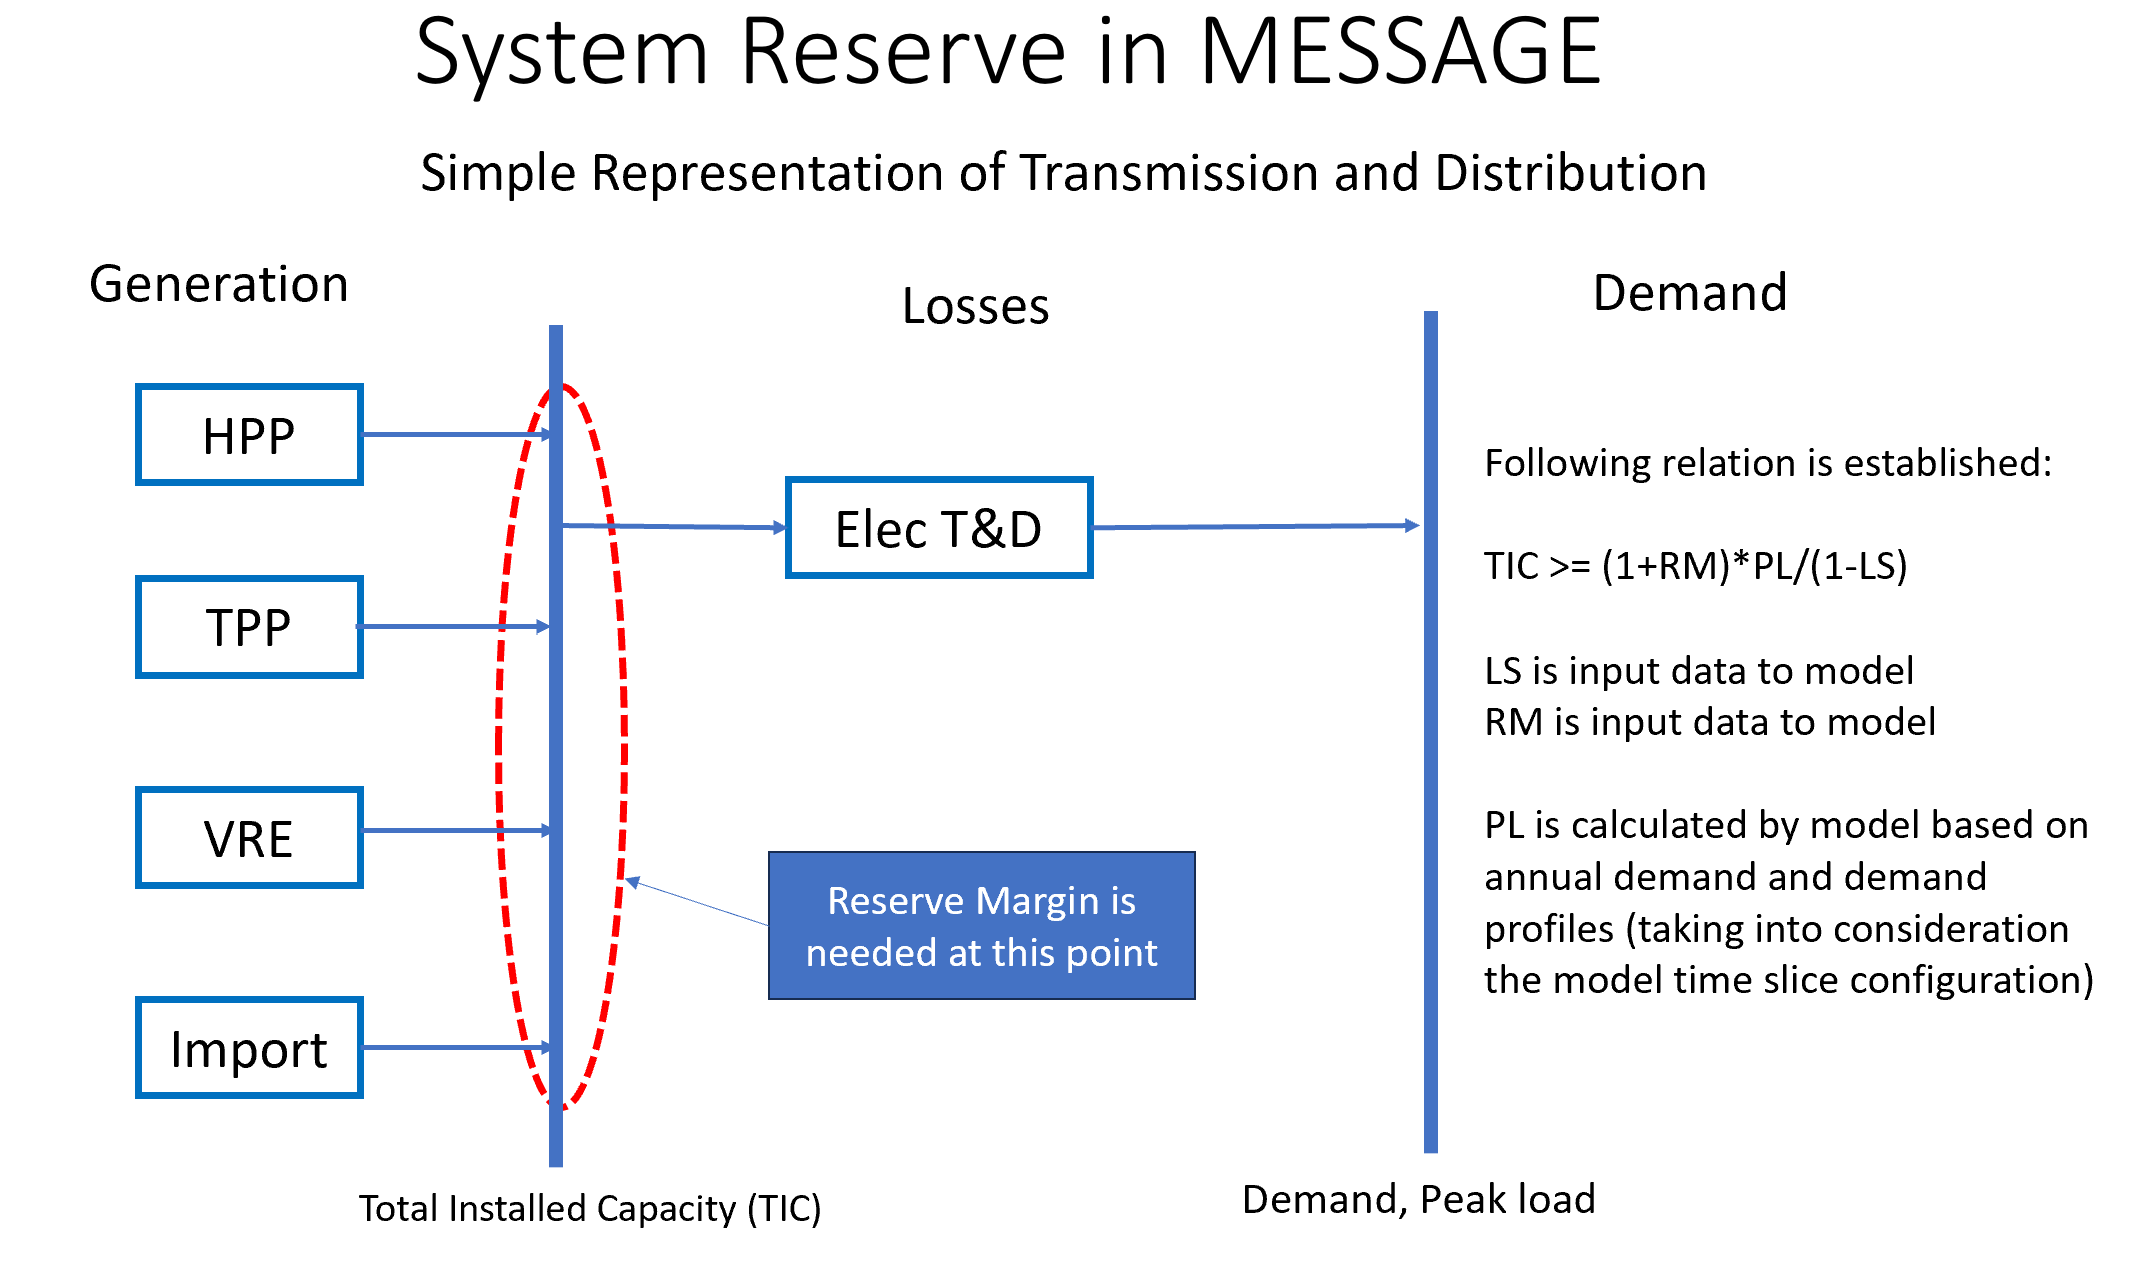 System Reserve in MESSAGE
Simple Representation of Transmission and Distribution
Generation
Losses
Demand
HPP
TPP
VRE
Import
Elec T&D
Reserve Margin is
needed at this point
Following relation is established:
TIC >= (1+RM)*PL/(1-LS)
LS is input data to model
RM is input data to model
PL is calculated by model based on
annual demand and demand
profiles (taking into consideration
the model time slice configuration)
Total Installed Capacity (TIC)
Demand, Peak load